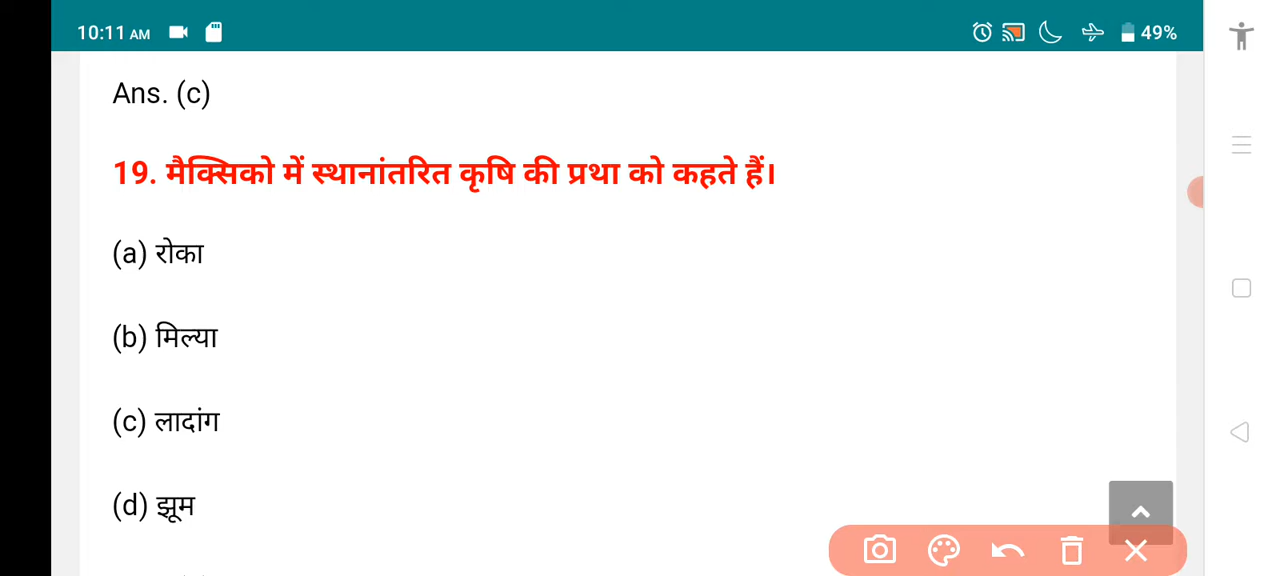 10:11 AM
49%
Ans. (c)
19. मैक्सिको में स्थानांतरित कृषि की प्रथा को कहते हैं।
(a) रोका
(b) मिल्या
(c) लादांग
(d) झूम